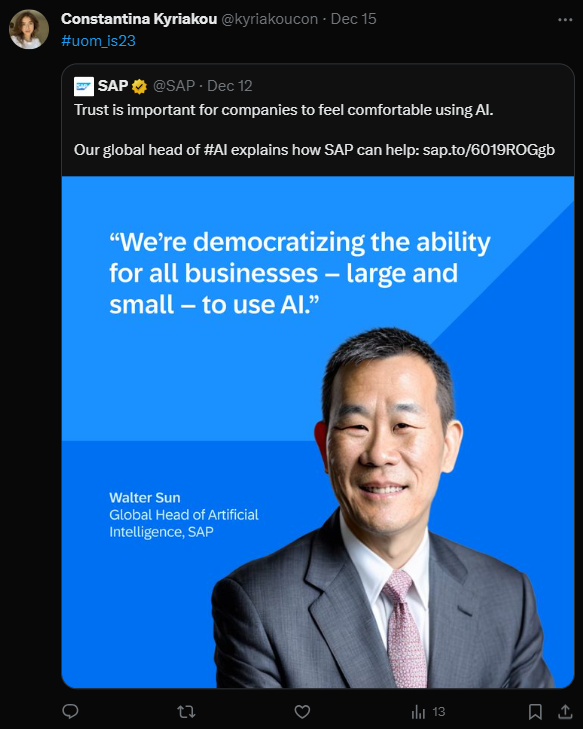 Constantina Kyriakou @kyriakoucon · Dec 15
#uom_is23
SAP SAP @SAP · Dec 12
Trust is important for companies to feel comfortable using AI.
Our global head of #AI explains how SAP can help: sap.to/6019ROGgb
“We’re democratizing the ability
for all businesses – large and
small – to use AI.”
Walter Sun
Global Head of Artificial
Intelligence, SAP
13